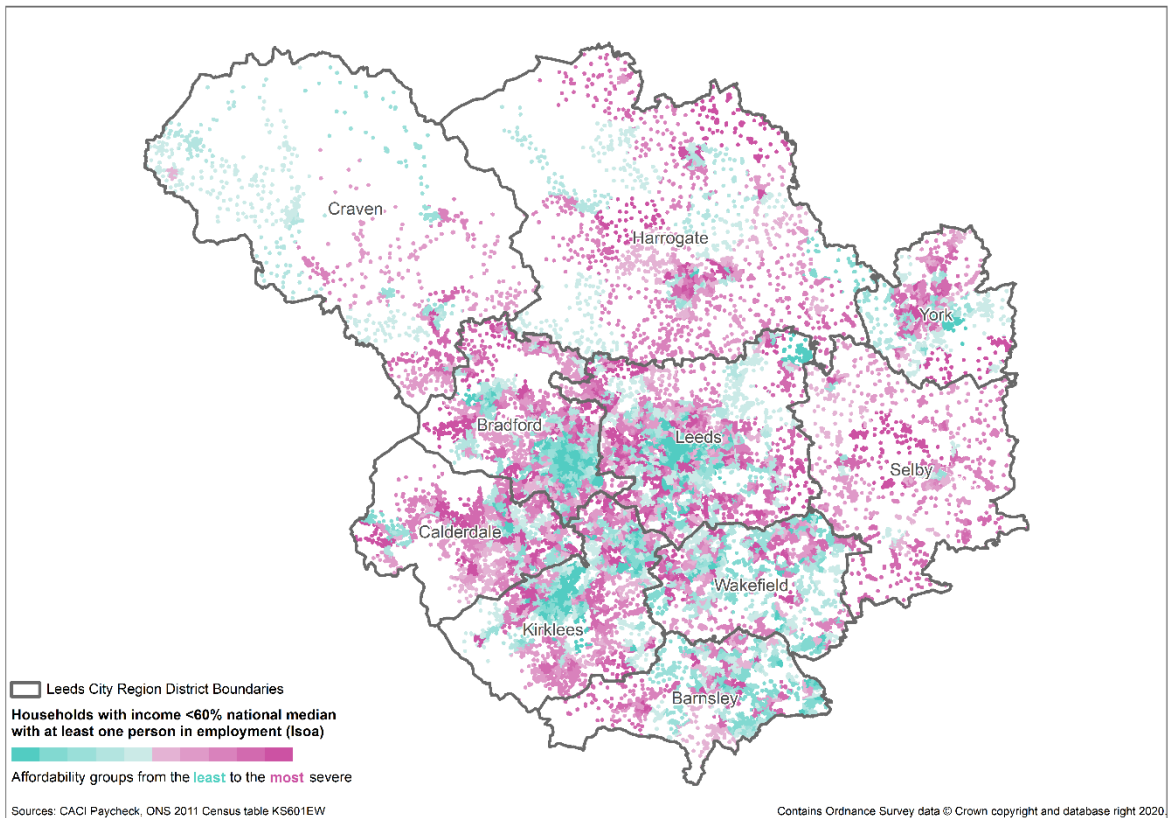 Craven
Harrogate
York
Bradford
Leeds
Selby
Calderdale
Wakefield
Kirklees
Barnsley
Leeds City Region District Boundaries
Households with income <60% national median
with at least one person in employment (lsoa)
Affordability groups from the least to the most severe
Sources: CACI Paycheck, ONS 2011 Census table KS601EW
Contains Ordnance Survey data © Crown copyright and database right 2020